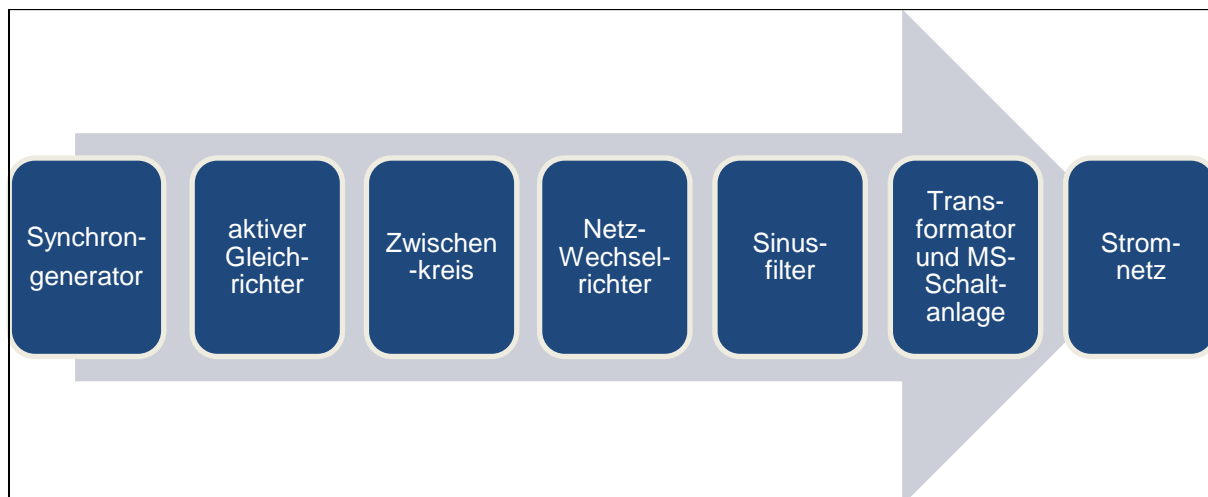 Synchron-
generator
aktiver
Gleich-
richter
Zwischen
-kreis
Netz-
Wechsel-
richter
Sinus-
filter
Trans-
formator
und MS-
Schalt-
anlage
Strom-
netz